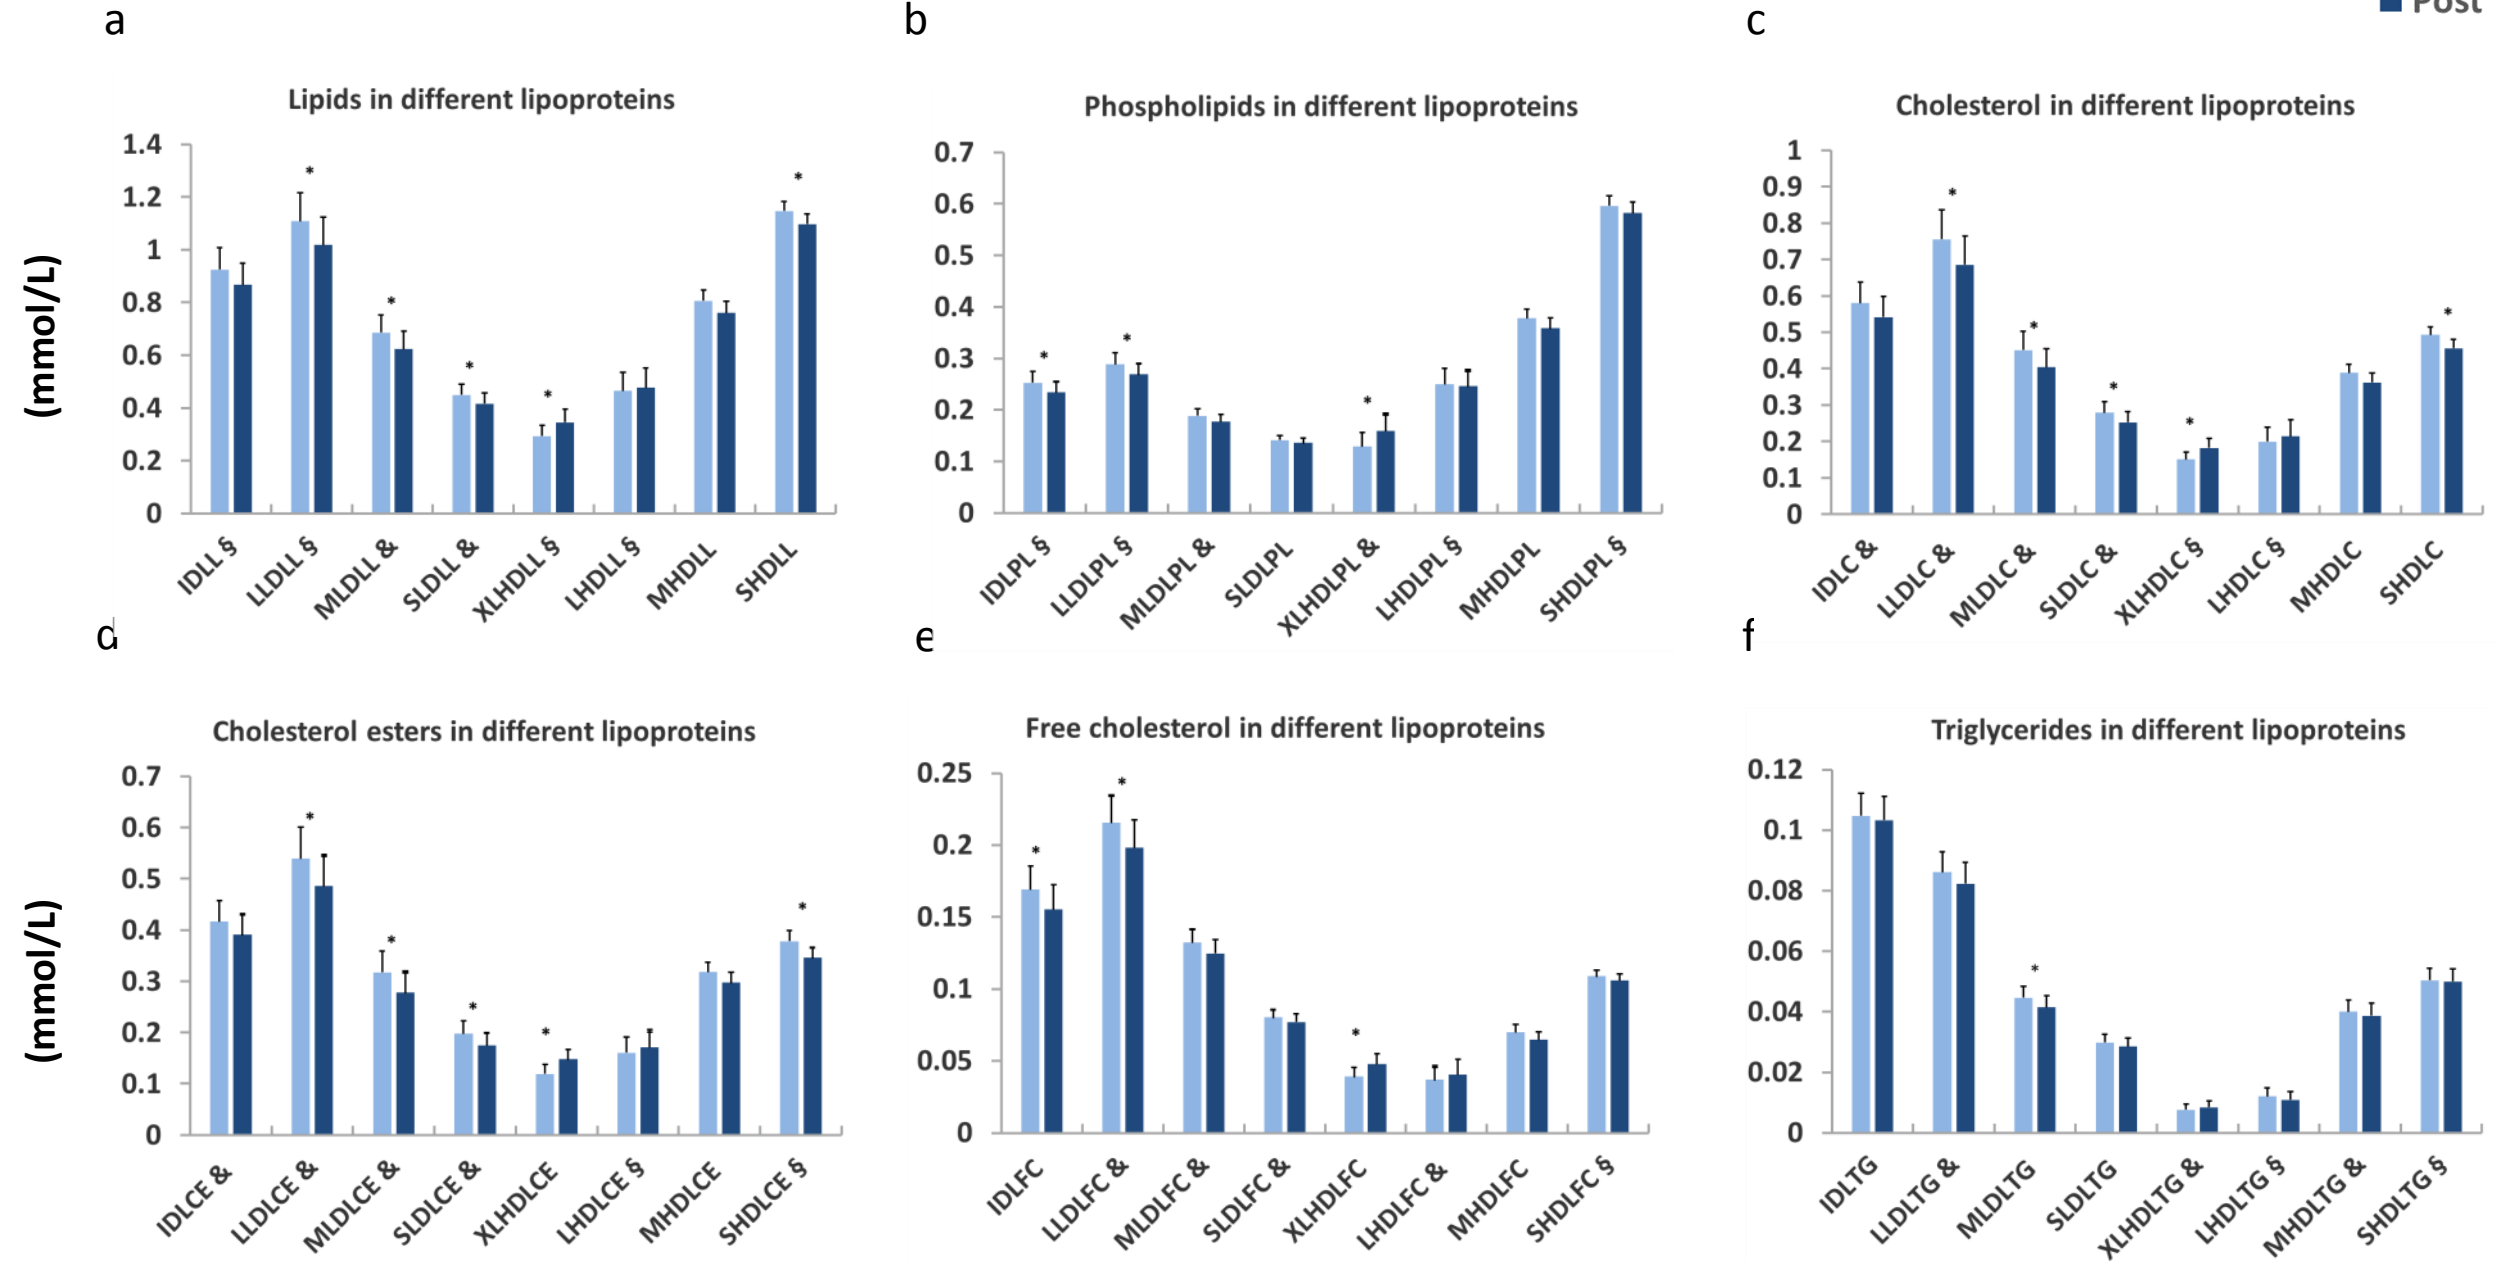 Post
a
b
c
Lipids in different lipoproteins
Phospholipids in different lipoproteins
Cholesterol in different lipoproteins
(mmol/L)
1.4
1.2
1
0.8
0.6
0.4
0.2
0
*
*
*
*
*
IDLL §
LLDLL §
MLDLL &
SLDLL &
XLHDLL §
LHDLL §
MHDLL
SHDLL
0.7
0.6
0.5
0.4
0.3
0.2
0.1
0
*
*
*
IDLPL §
LLDLPL §
MLDLPL &
SLDLPL
XLHDLPL &
LHDLPL §
MHDLPL
SHDLPL §
1
0.9
0.8
0.7
0.6
0.5
0.4
0.3
0.2
0.1
0
*
*
*
*
*
IDLC &
LLDLC &
MLDLC &
SLDLC &
XLHDLC §
LHDLC §
MHDLC
SHDLC
d
e
f
Cholesterol esters in different lipoproteins
Free cholesterol in different lipoproteins
Triglycerides in different lipoproteins
(mmol/L)
0.7
0.6
0.5
0.4
0.3
0.2
0.1
0
*
*
*
*
*
IDLCE &
LLDLCE &
MLDLCE &
SLDLCE &
XLHDLCE
LHDLCE §
MHDLCE
SHDLCE §
0.25
0.2
0.15
0.1
0.05
0
*
*
*
IDLFC
LLDLFC &
MLDLFC &
SLDLFC &
XLHDLFC
LHDLFC &
MHDLFC
SHDLFC §
0.12
0.1
0.08
0.06
0.04
0.02
0
*
IDLTG
LLDLTG &
MLDLTG
SLDLTG
XLHDLTG &
LHDLTG §
MHDLTG &
SHDLTG §